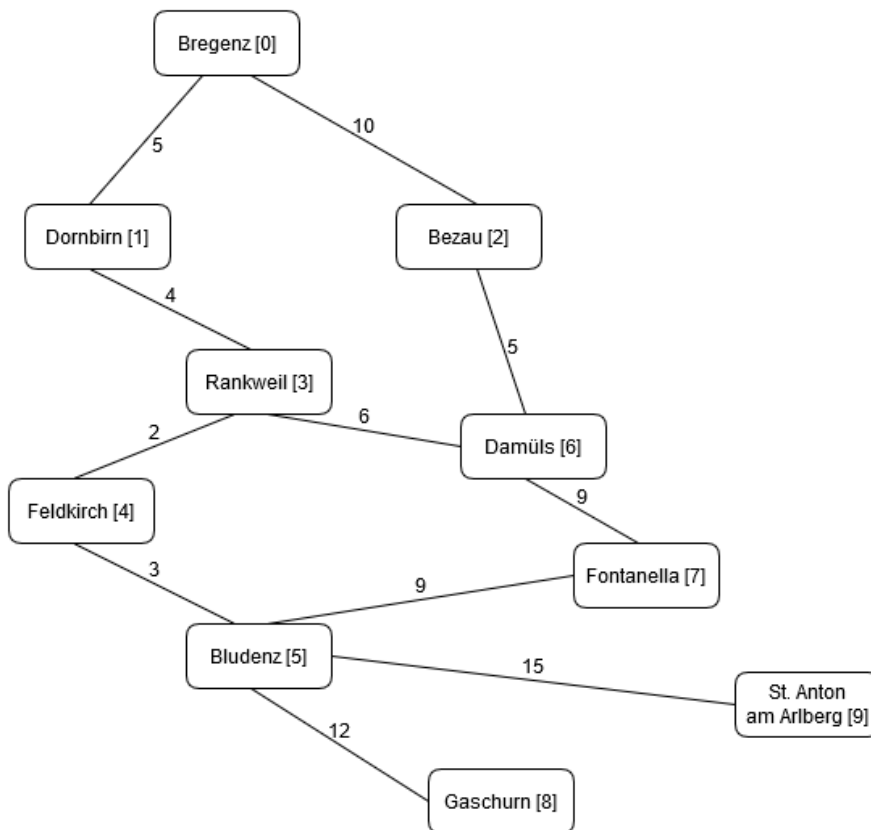 Bregenz [0]
10
5
Dornbirn [1]
Bezau [2]
4
5
Rankweil [3]
6
2
Damüls [6]
9
Feldkirch [4]
3
9
Fontanella [7]
Bludenz [5]
15
St. Anton
am Arlberg [9]
12
Gaschurn [8]